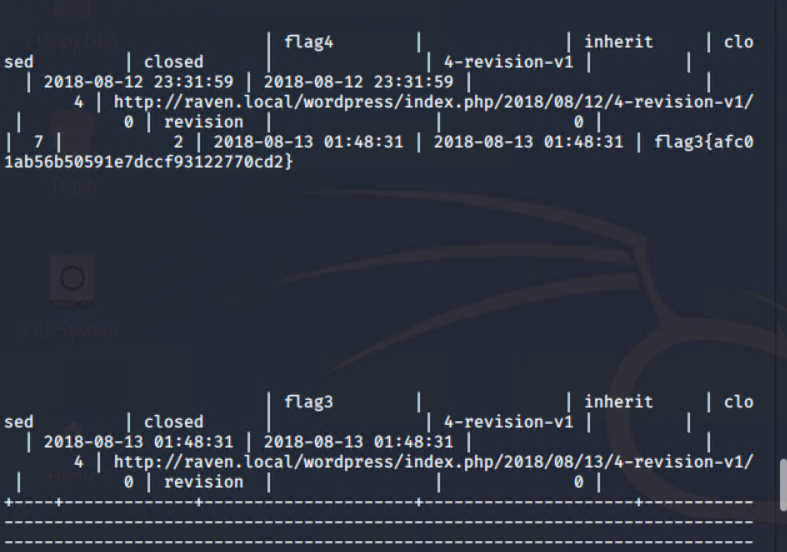 | flag4 | | inherit | clo
sed | closed | | 4-revision-v1 | |
| 2018-08-12 23:31:59 | 2018-08-12 23:31:59 | |
4 | http://raven.local/wordpress/index.php/2018/08/12/4-revision-v1/
| 0 | revision | | 0 |
| 7 | 2 | 2018-08-13 01:48:31 | 2018-08-13 01:48:31 | flag3{afc0
1ab56b50591e7dccf93122770cd2}
Trash
File System
| flag3 | | inherit | clo
sed | closed | | 4-revision-v1 | |
| 2018-08-13 01:48:31 | 2018-08-13 01:48:31 | |
4 | http://raven.local/wordpress/index.php/2018/08/13/4-revision-v1/
| 0 | revision | | 0 |
+----+-------------+---------------------+---------------------+-----------
---------------------------------------------------------------------------
---------------------------------------------------------------------------